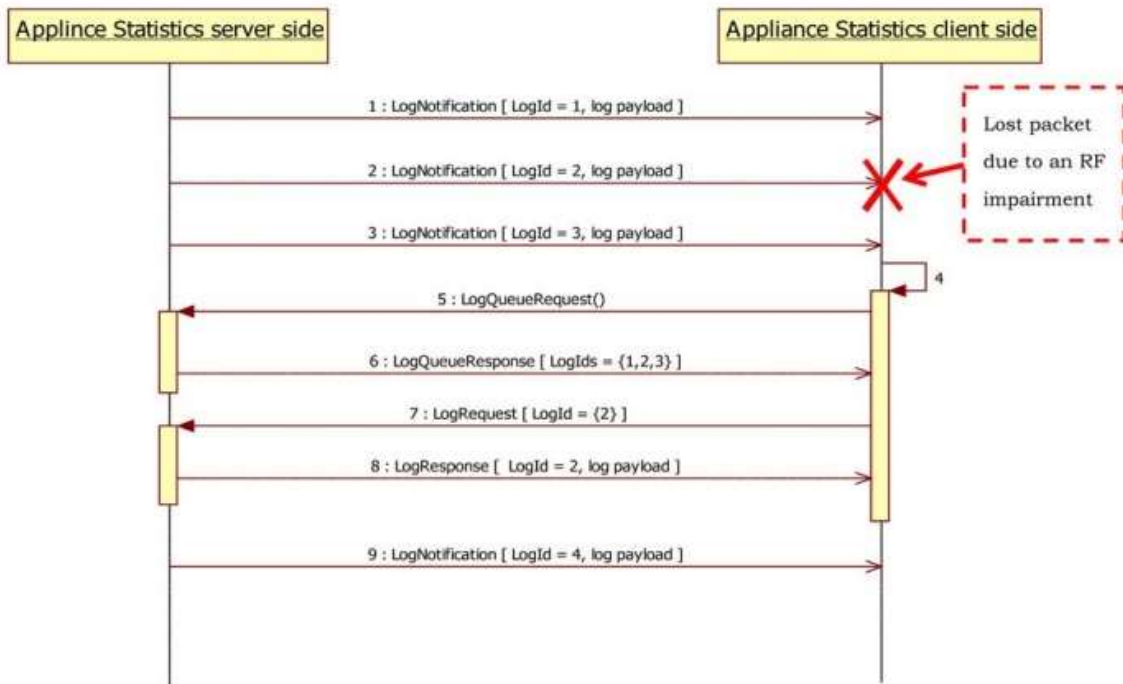 Applince Statistics server side
Appliance Statistics client side
1 : LogNotification [ LogId = 1, log payload ]
Lost packet
due to an RF
impairment
2 : LogNotification [ LogId = 2, log payload ]
3 : LogNotification [ LogId = 3, log payload ]
4
5 : LogQueueRequest()
6 : LogQueueResponse [ LogIds = {1,2,3} ]
7 : LogRequest [ LogId = {2} ]
8 : LogResponse [  LogId = 2, log payload ]
9 : LogNotification [ LogId = 4, log payload ]